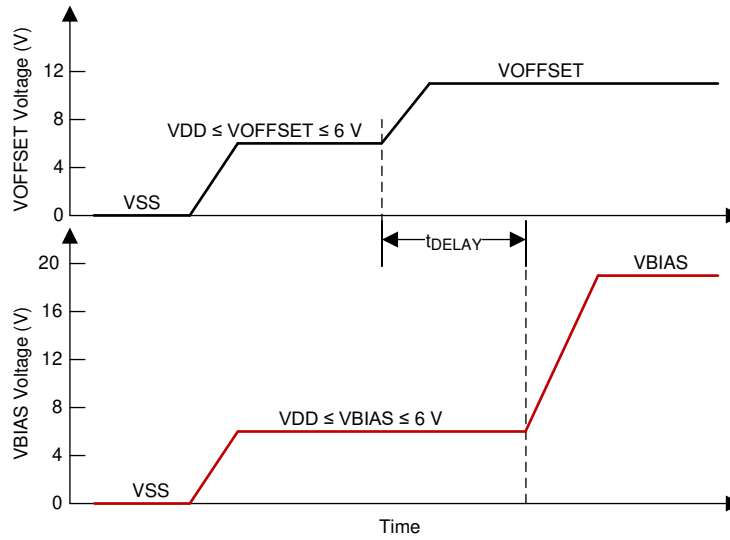 VOFFSET Voltage (V)
12
8
4
0
VOFFSET
VDD ≤ VOFFSET ≤ 6 V
VSS
tDELAY
VBIAS Voltage (V)
20
16
12
8
4
0
VBIAS
VDD ≤ VBIAS ≤ 6 V
VSS
Time